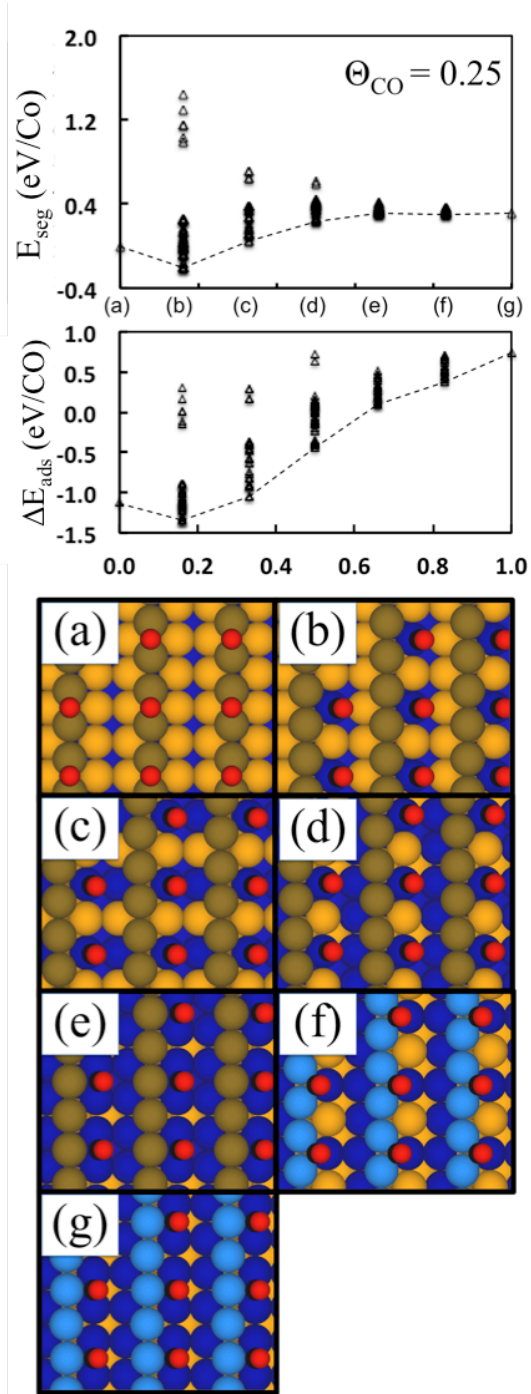 2.0
Θ_CO = 0.25
1.2
0.4
-0.4
E_seg (eV/Co)
(a) (b) (c) (d) (e) (f) (g)
1.0
0.5
0.0
-0.5
-1.0
-1.5
ΔE_ads (eV/CO)
0.0 0.2 0.4 0.6 0.8 1.0
(a) (b)
(c) (d)
(e) (f)
(g)